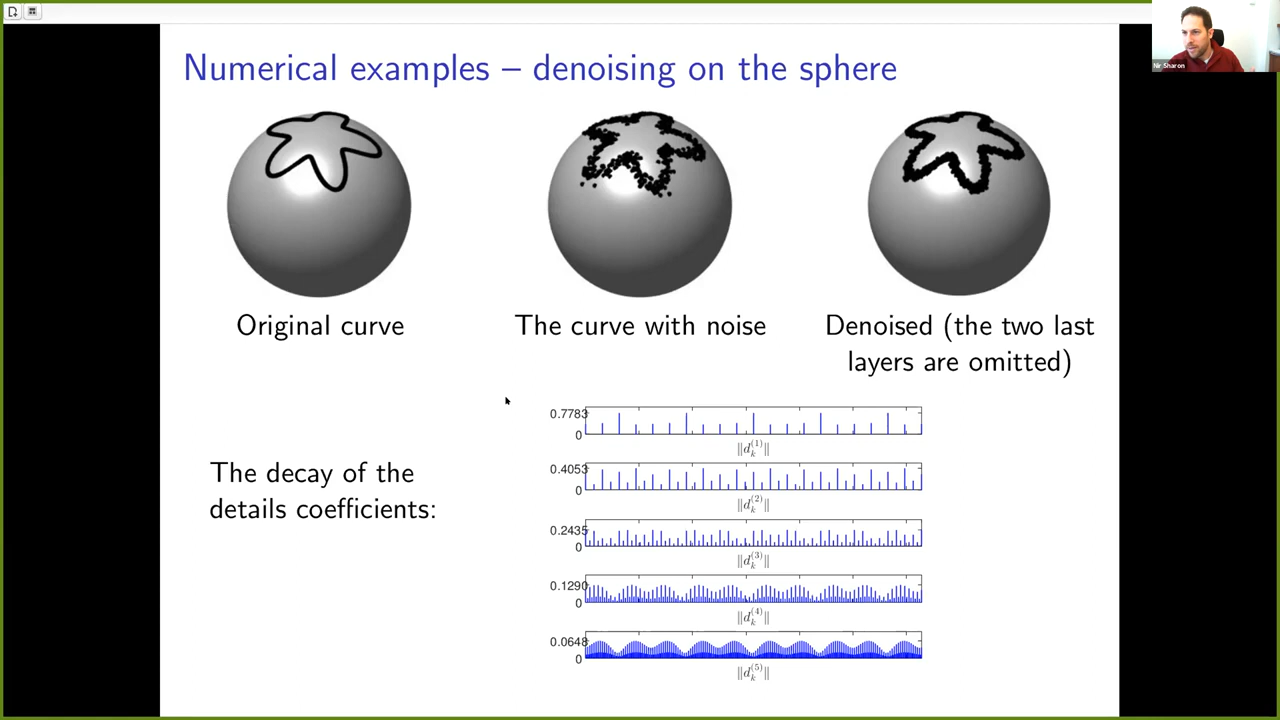 Nir Sharon
Numerical examples – denoising on the sphere
Original curve
The curve with noise
Denoised (the two last
layers are omitted)
The decay of the
details coefficients:
0.7783
0
‖d_k^{(1)}‖
0.4053
0
‖d_k^{(2)}‖
0.2435
0
‖d_k^{(3)}‖
0.1290
0
‖d_k^{(4)}‖
0.0648
0
‖d_k^{(5)}‖